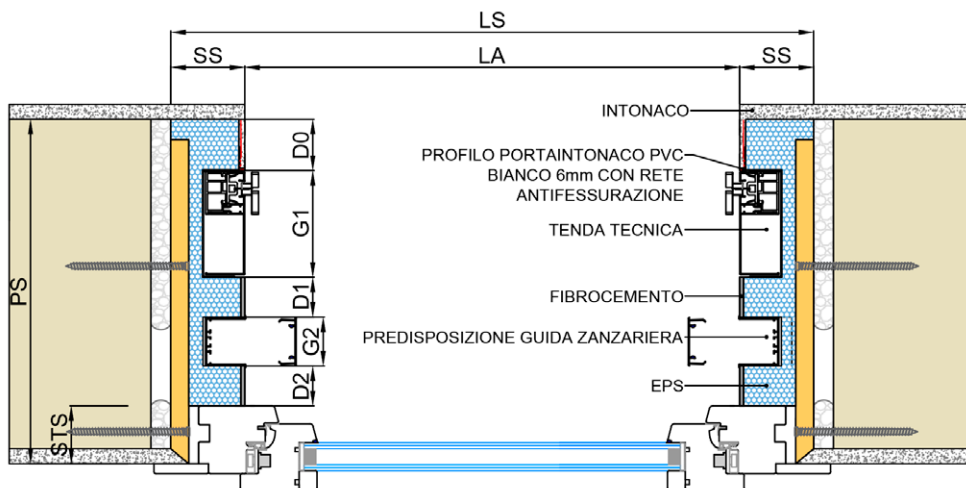 LS
SS
LA
SS
INTONACO
D0
PROFILO PORTAINTONACO PVC
BIANCO 6mm CON RETE
ANTIFESSURAZIONE
G1
TENDA TECNICA
PS
D1
FIBROCEMENTO
G2
PREDISPOSIZIONE GUIDA ZANZARIERA
D2
EPS
STS